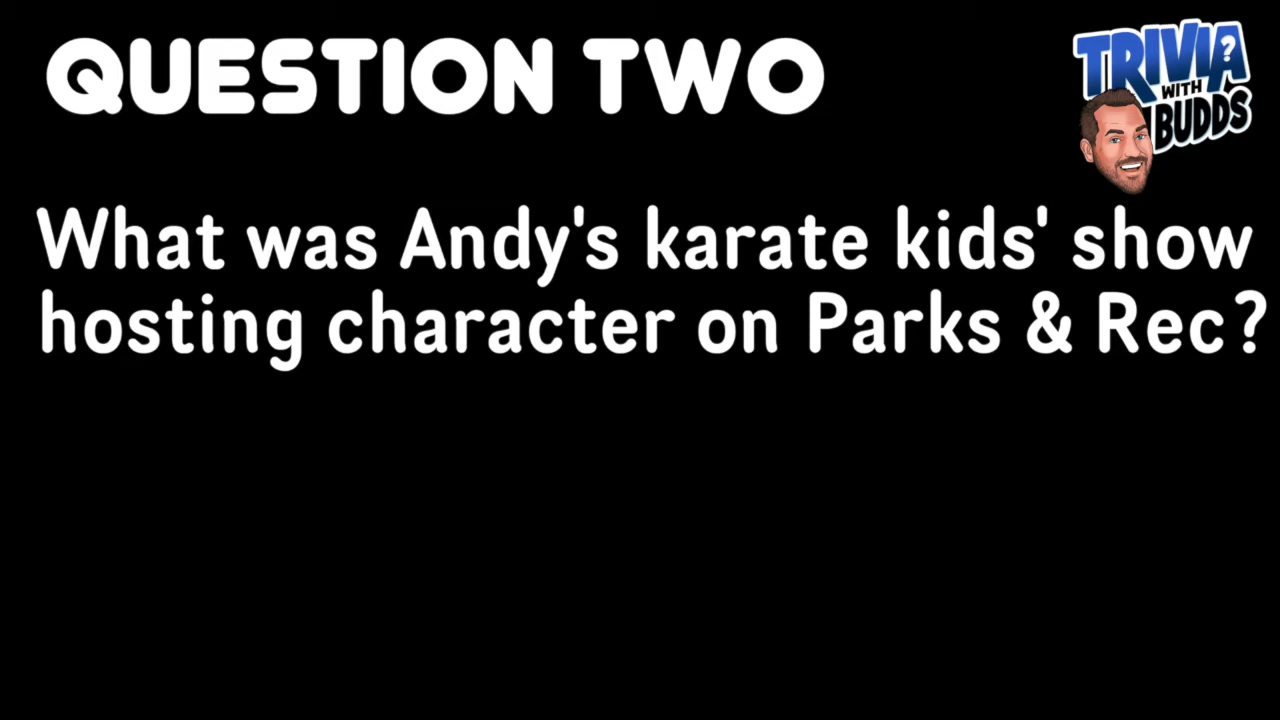 QUESTION TWO
TRIVIA
WITH
BUDDS
What was Andy's karate kids' show
hosting character on Parks & Rec?